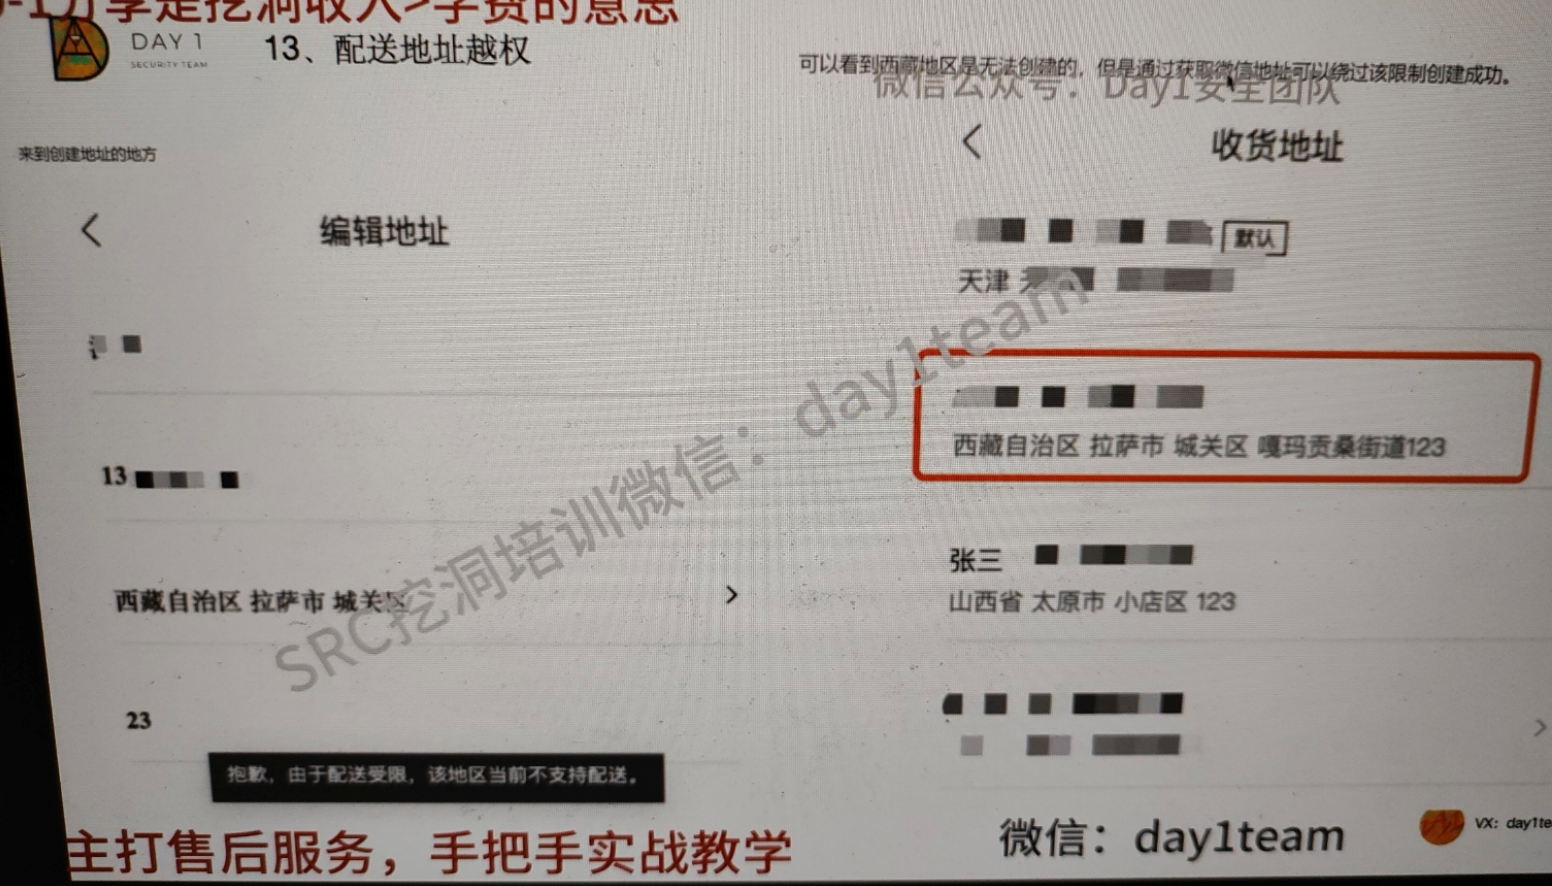 享是挖洞收入>学费的意思
DAY 1
SECURITY TEAM
13、配送地址越权
来到创建地址的地方
编辑地址
13
西藏自治区 拉萨市 城关区
23
抱歉，由于配送受限，该地区当前不支持配送。
可以看到西藏地区是无法创建的，但是通过获取微信地址可以绕过该限制创建成功。
微信公众号：Day1安全团队
收货地址
默认
天津
西藏自治区 拉萨市 城关区 嘎玛贡桑街道123
张三
山西省 太原市 小店区 123
SRC挖洞培训微信：day1team
主打售后服务，手把手实战教学
微信：day1team
VX: day1te